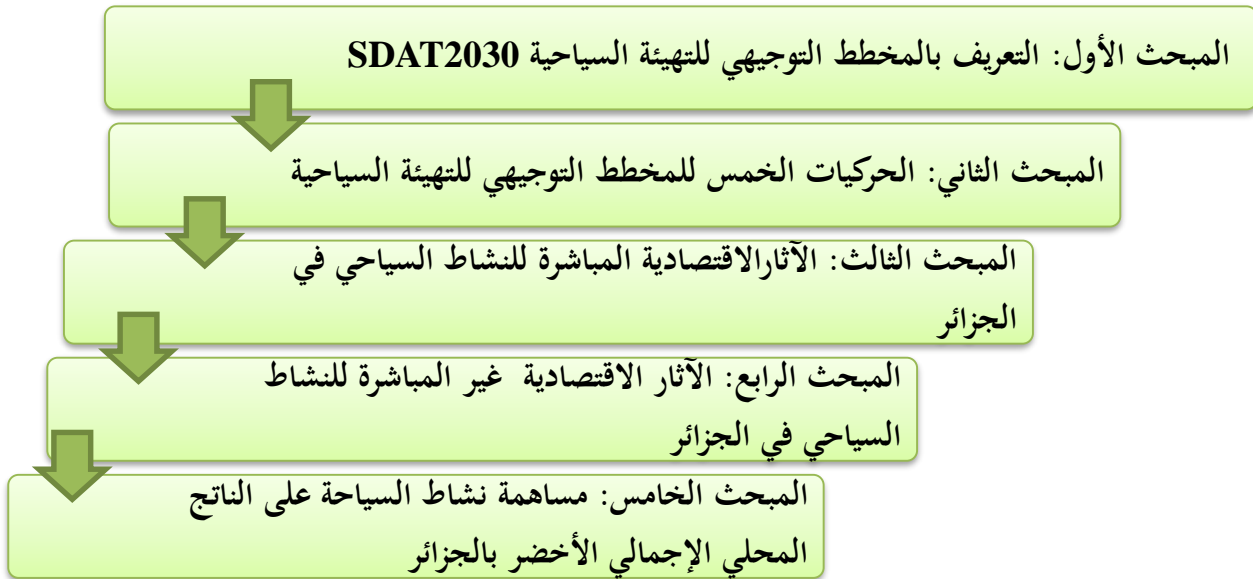 المبحث الأول: التعريف بالمخطط التوجيهي للتهيئة السياحية SDAT2030
المبحث الثاني: الحركيات الخمس للمخطط التوجيهي للتهيئة السياحية
المبحث الثالث: الآثارالاقتصادية المباشرة للنشاط السياحي في
الجزائر
المبحث الرابع: الآثار الاقتصادية غير المباشرة للنشاط
السياحي في الجزائر
المبحث الخامس: مساهمة نشاط السياحة على الناتج
المحلي الإجمالي الأخضر بالجزائر